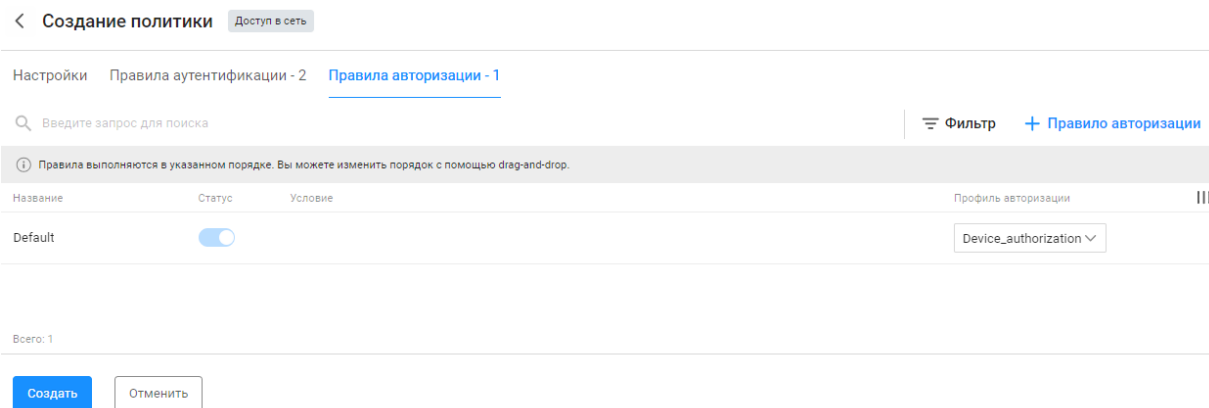 Создание политики Доступ в сеть
Настройки Правила аутентификации - 2 Правила авторизации - 1
Введите запрос для поиска Фильтр + Правило авторизации
Правила выполняются в указанном порядке. Вы можете изменить порядок с помощью drag-and-drop.
Название Статус Условие Профиль авторизации
Default Device_authorization
Всего: 1
Создать Отменить